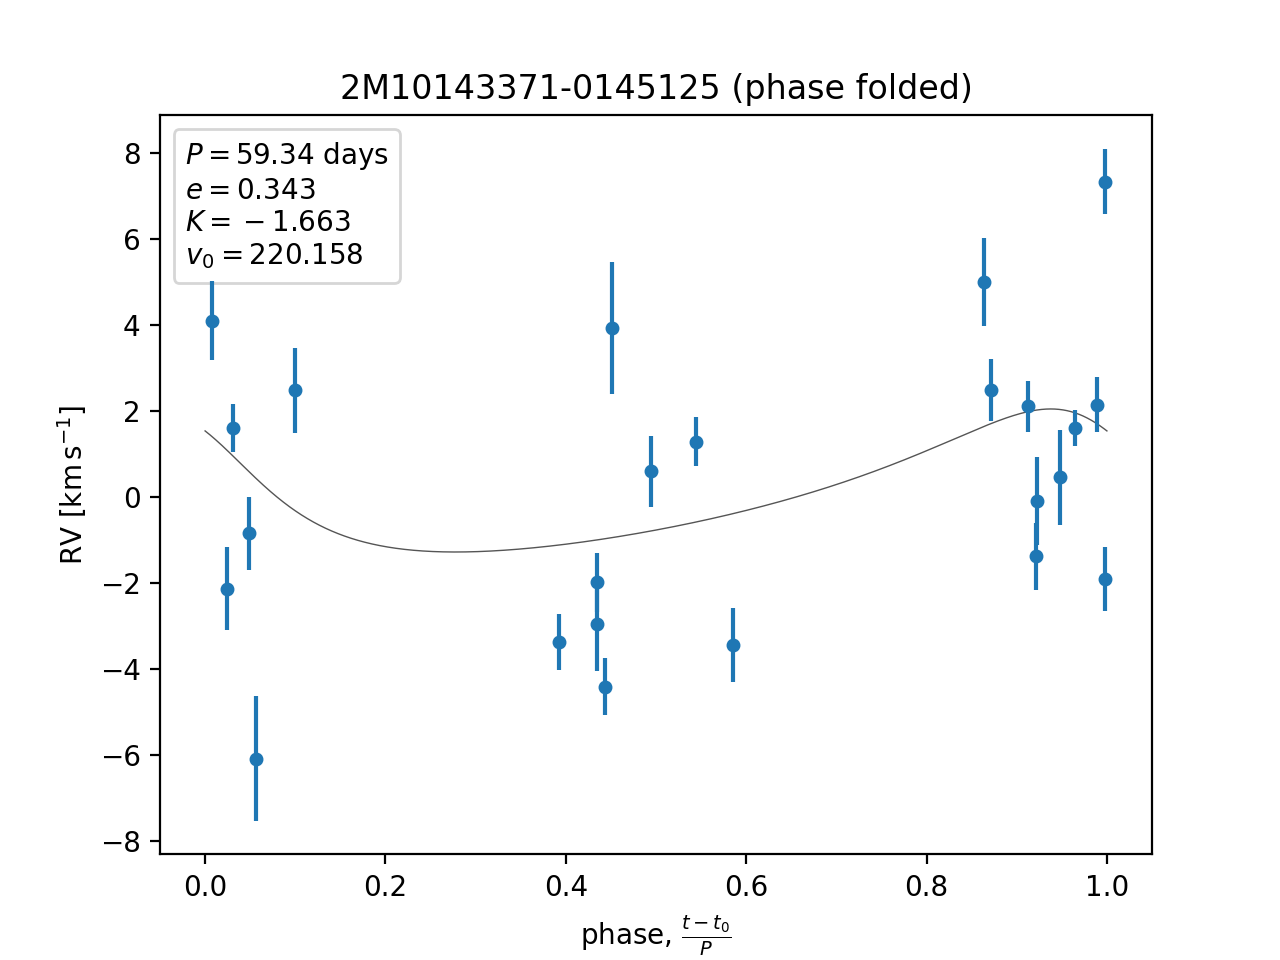 2M10143371-0145125 (phase folded)
P = 59.34 days
e = 0.343
K = −1.663
v₀ = 220.158
8
6
4
2
0
−2
−4
−6
−8
RV [km s⁻¹]
0.0 0.2 0.4 0.6 0.8 1.0
phase, (t − t₀)/P